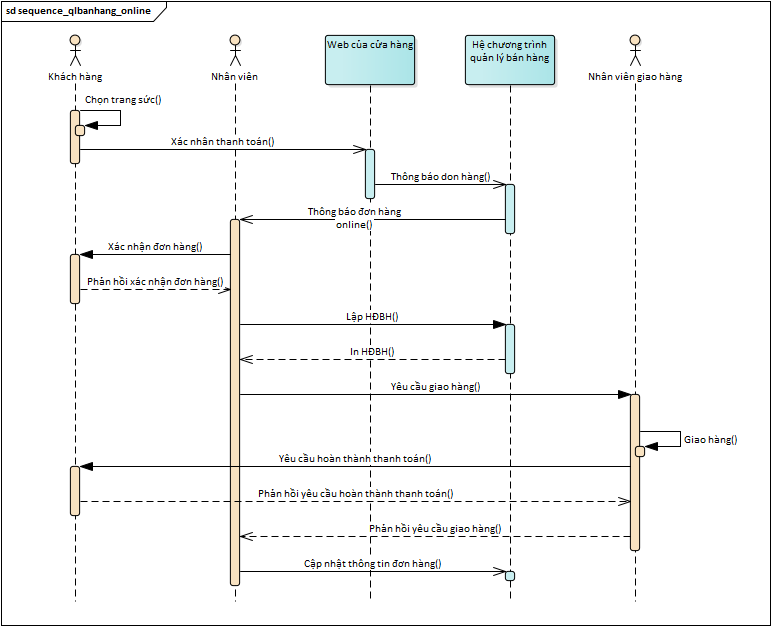 sd sequence_qlbanhang_online
Khách hàng
Nhân viên
Web của cửa hàng
Hệ chương trình
quản lý bán hàng
Nhân viên giao hàng
Chọn trang sức()
Xác nhân thanh toán()
Thông báo don hàng()
Thông báo đơn hàng
online()
Xác nhận đơn hàng()
Phản hồi xác nhận đơn hàng()
Lập HĐBH()
In HĐBH()
Yêu cầu giao hàng()
Giao hàng()
Yêu cầu hoàn thành thanh toán()
Phản hồi yêu cầu hoàn thành thanh toán()
Phản hồi yêu cầu giao hàng()
Cập nhật thông tin đơn hàng()